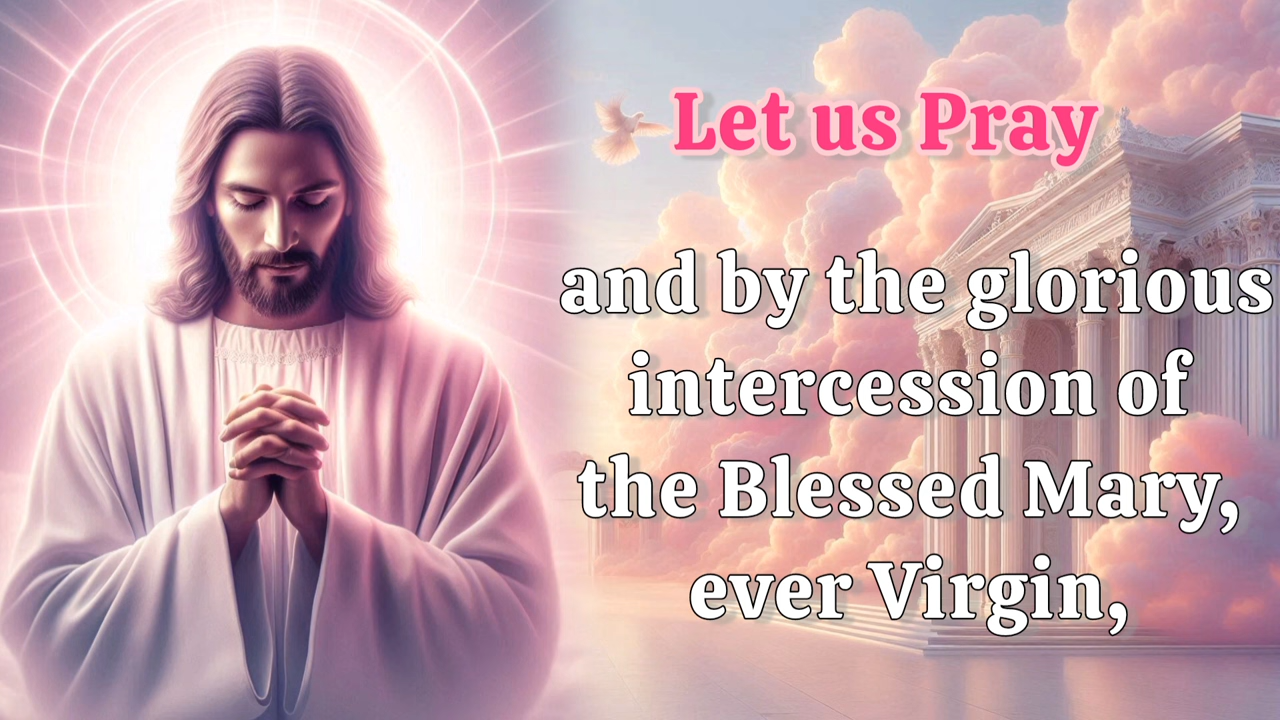 Let us Pray
and by the glorious
intercession of
the Blessed Mary,
ever Virgin,